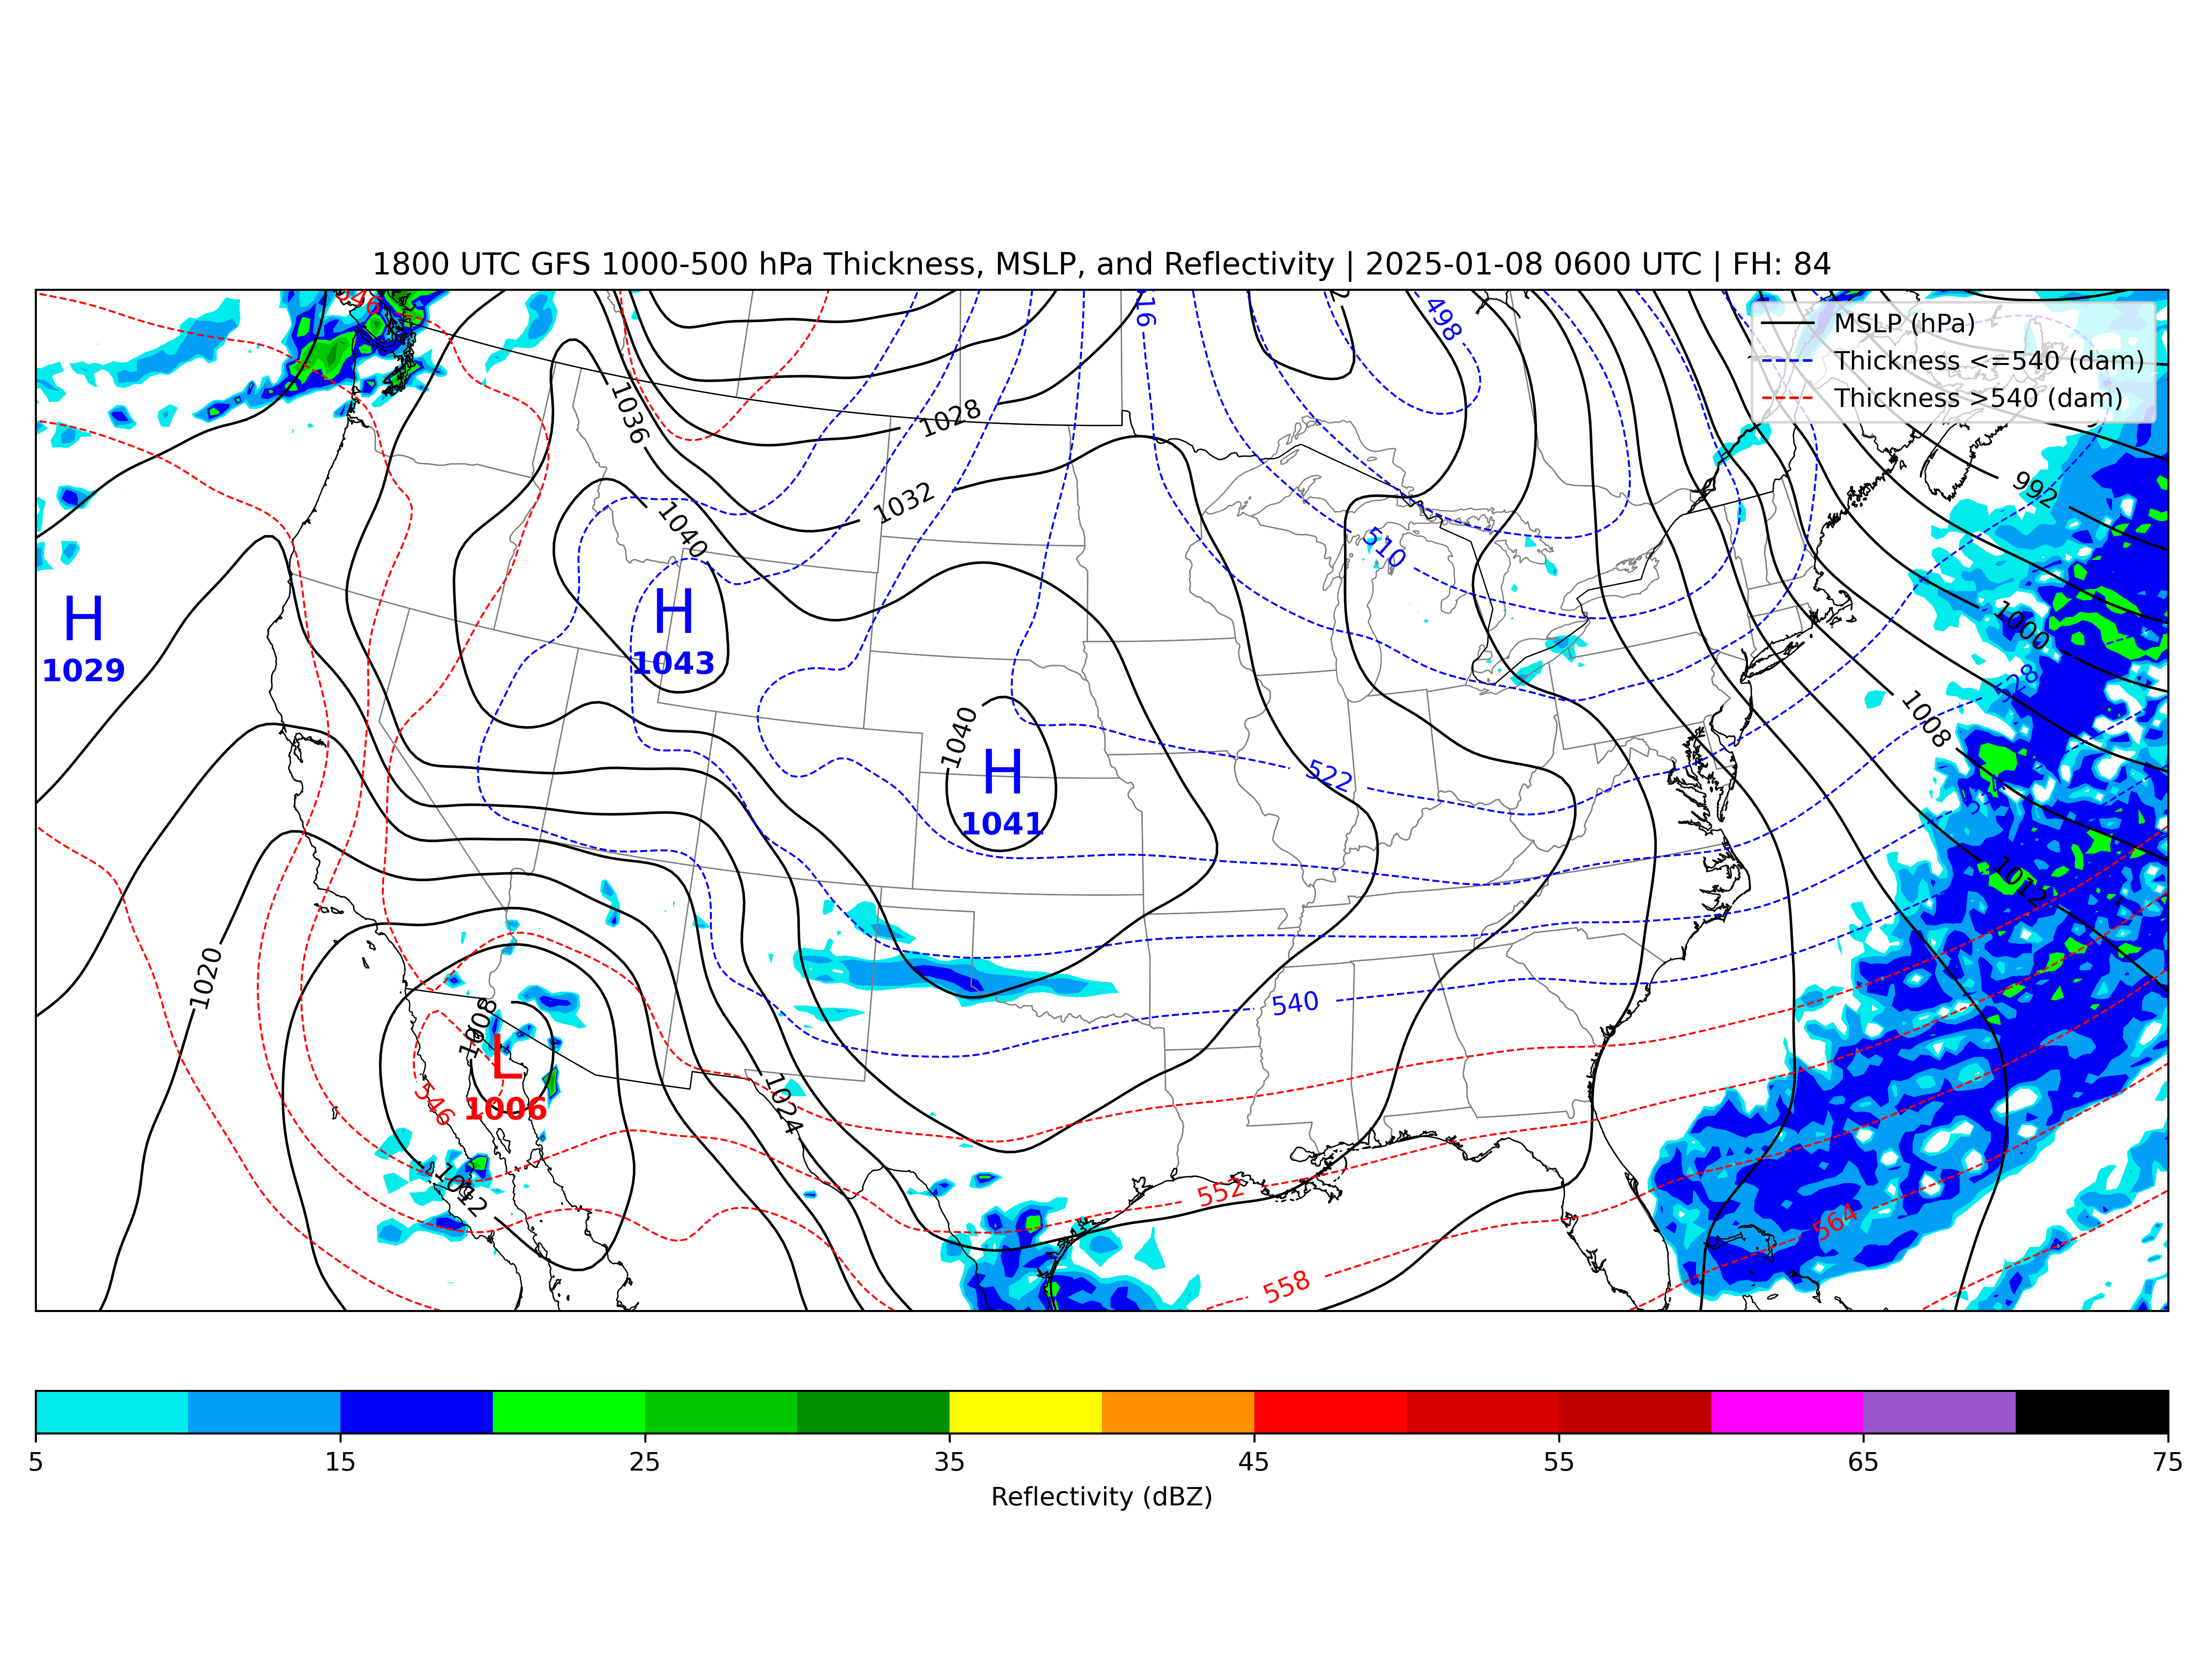 1800 UTC GFS 1000-500 hPa Thickness, MSLP, and Reflectivity | 2025-01-08 0600 UTC | FH: 84
MSLP (hPa)
Thickness <=540 (dam)
Thickness >540 (dam)
498
1036
1028
1032
992
1040
510
H
1029
H
1043
1000
528
1008
1040
H
1041
522
1012
1020
540
1008
L
1006
546
1024
1012
552
564
558
5 15 25 35 45 55 65 75
Reflectivity (dBZ)